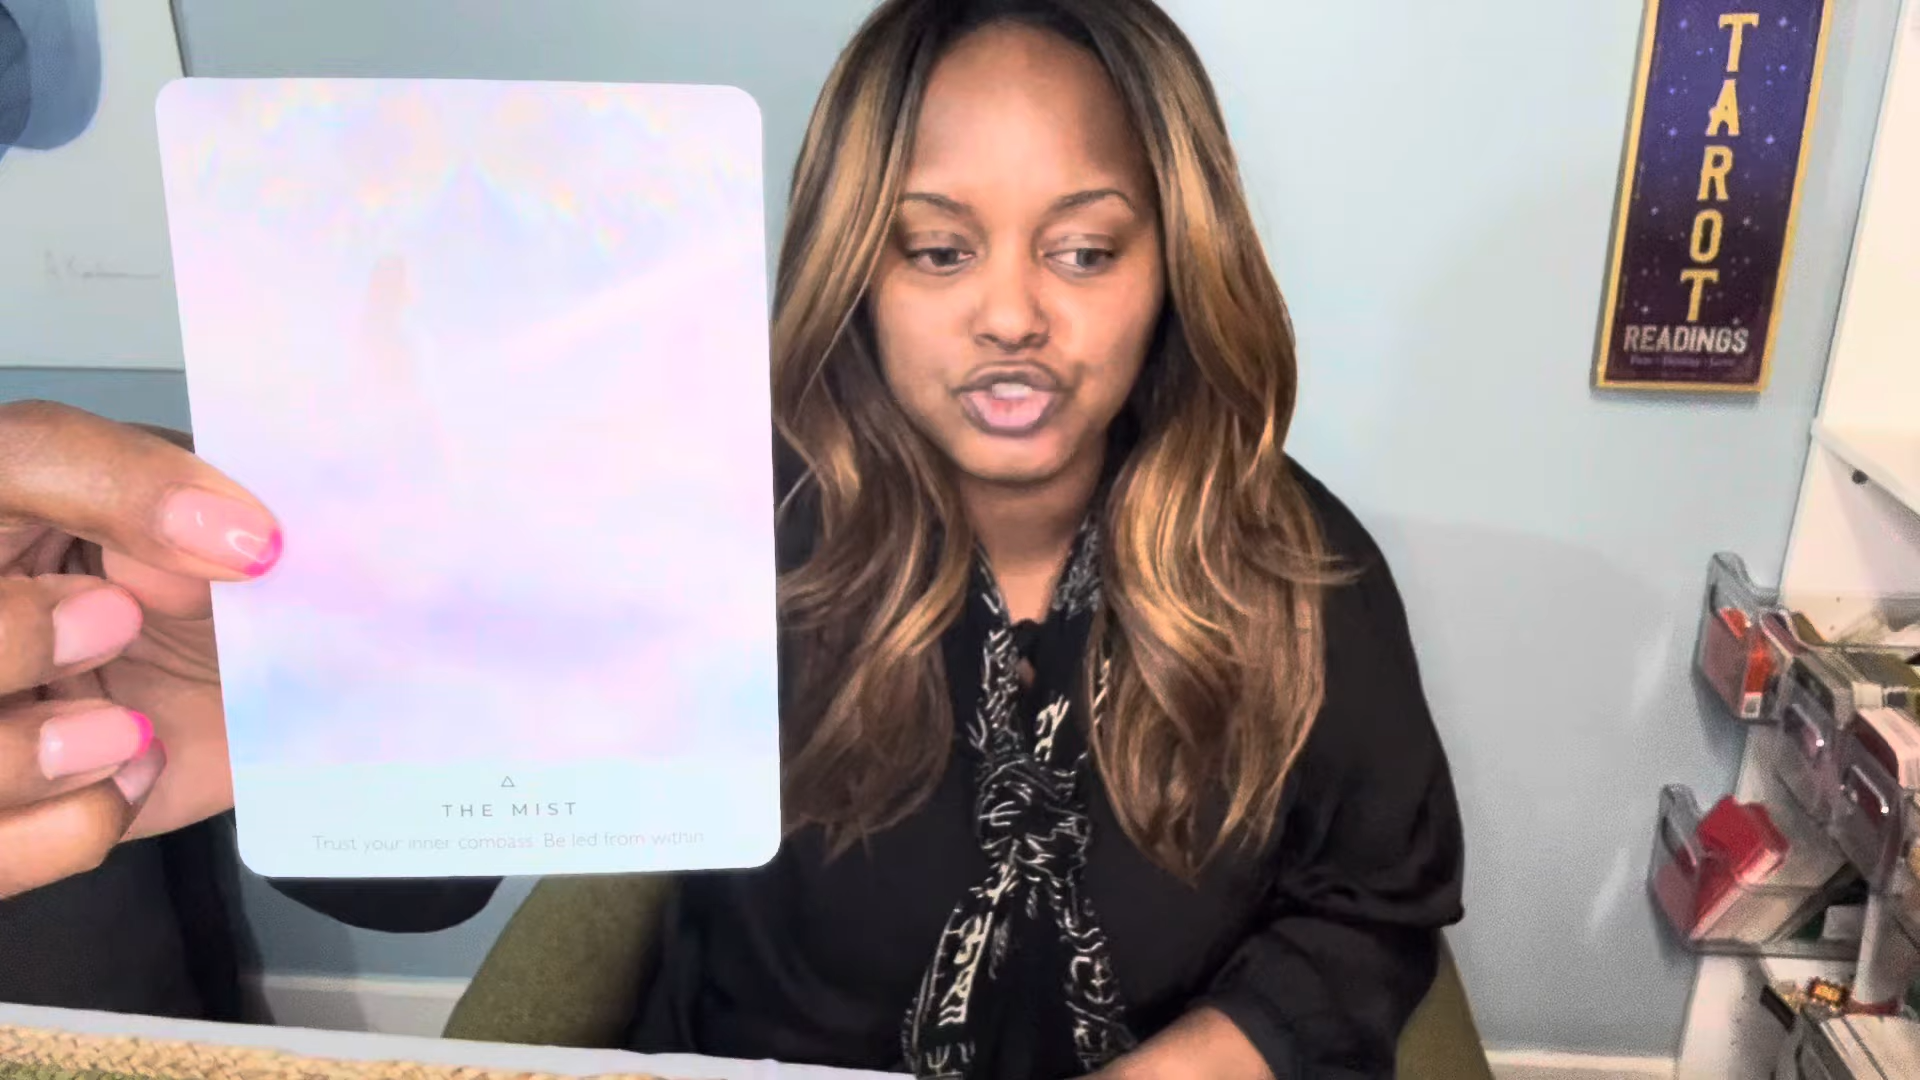 THE MIST
Trust your inner compass. Be led from within
TAROT
READINGS